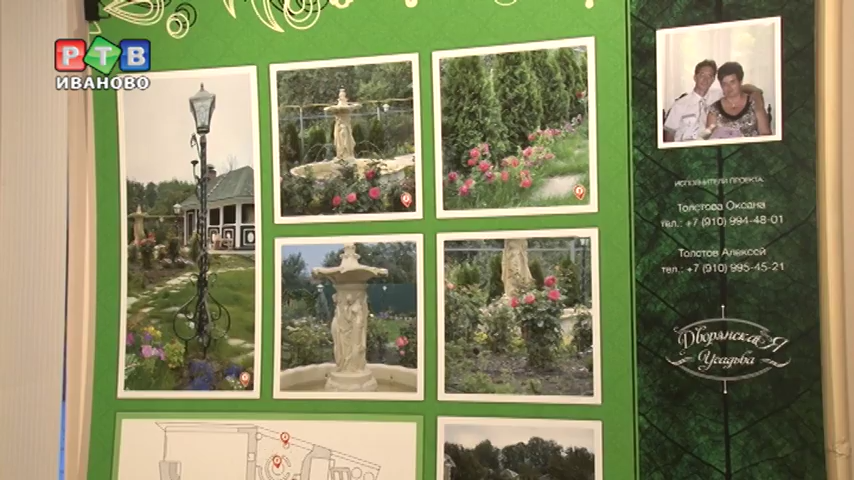 РТВ
ИВАНОВО
ИСПОЛНИТЕЛИ ПРОЕКТА:
Толстова Оксана
тел.: +7 (910) 994-48-01
Толстов Алексей
тел.: +7 (910) 995-45-21
Дворянская
Усадьба